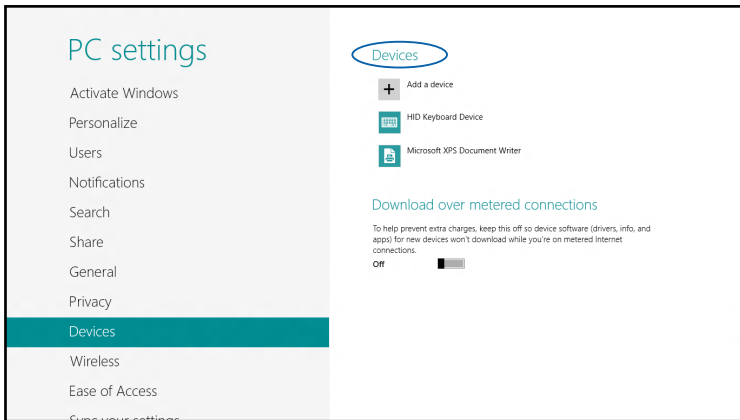 PC settings
Activate Windows
Personalize
Users
Notifications
Search
Share
General
Privacy
Devices
Wireless
Ease of Access
Sync your settings
Devices
Add a device
HID Keyboard Device
Microsoft XPS Document Writer
Download over metered connections
To help prevent extra charges, keep this off so device software (drivers, info, and
apps) for new devices won't download while you're on metered Internet
connections.
Off